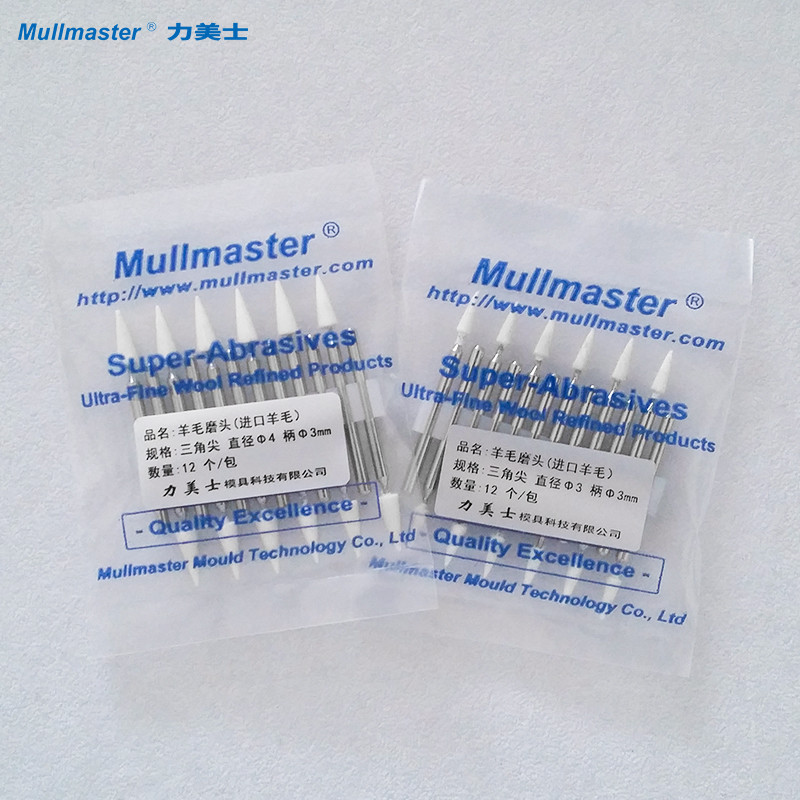 Mullmaster ® 力美士
Mullmaster ®
http://www.mullmaster.com
Super-Abrasives
Ultra-Fine Wool Refined Products
品名:羊毛磨头(进口羊毛)
规格:三角尖 直径Φ4 柄Φ3mm
数量:12 个/包
力美士模具科技有限公司
- Quality Excellence -
Mullmaster Mould Technology Co., Ltd
Mullmaster ®
http://www.mullmaster.com
Super-Abrasives
Ultra-Fine Wool Refined Products
品名:羊毛磨头(进口羊毛)
规格:三角尖 直径Φ3 柄Φ3mm
数量:12 个/包
力美士模具科技有限公司
- Quality Excellence -
Mullmaster Mould Technology Co., Ltd